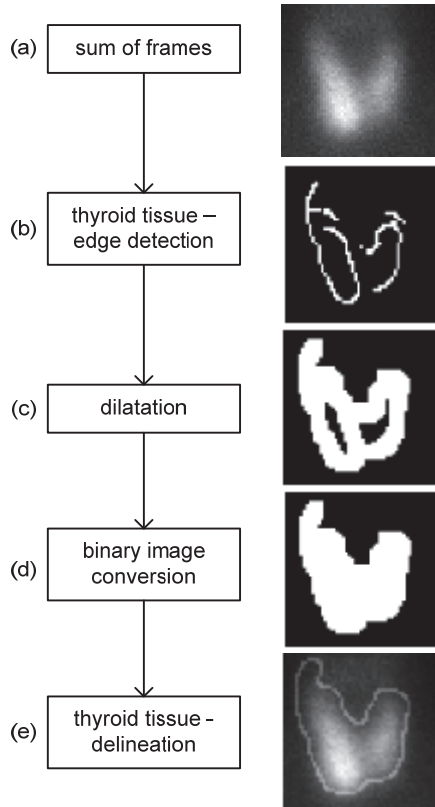 (a) sum of frames
(b) thyroid tissue –
edge detection
(c) dilatation
(d) binary image
conversion
(e) thyroid tissue -
delineation